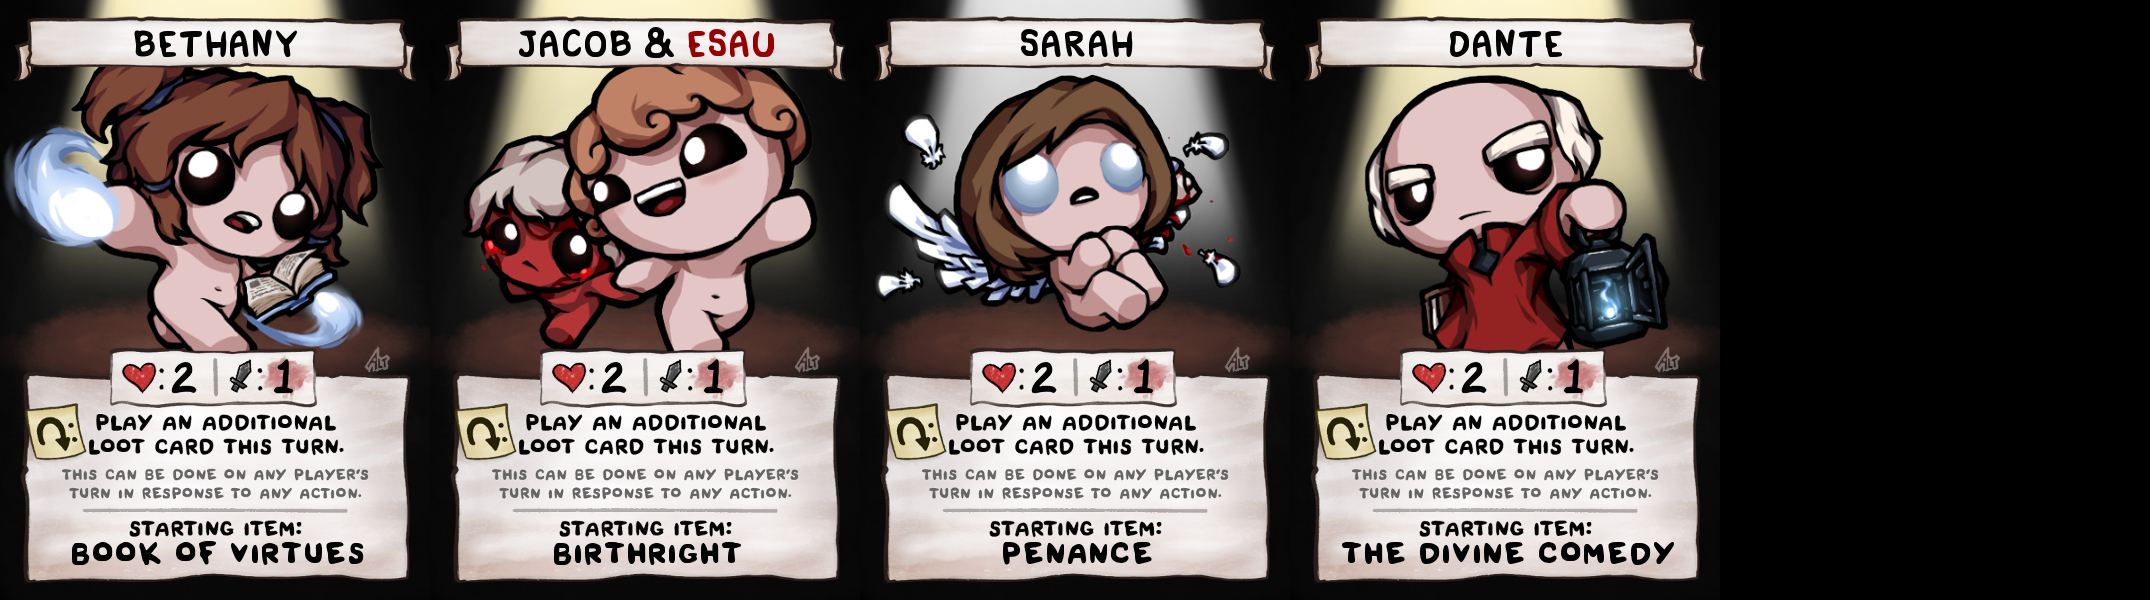 BETHANY
ALT
♥: 2 | : 1
PLAY AN ADDITIONAL
LOOT CARD THIS TURN.
THIS CAN BE DONE ON ANY PLAYER'S
TURN IN RESPONSE TO ANY ACTION.
STARTING ITEM:
BOOK OF VIRTUES
JACOB & ESAU
ALT
♥: 2 | : 1
PLAY AN ADDITIONAL
LOOT CARD THIS TURN.
THIS CAN BE DONE ON ANY PLAYER'S
TURN IN RESPONSE TO ANY ACTION.
STARTING ITEM:
BIRTHRIGHT
SARAH
ALT
♥: 2 | : 1
PLAY AN ADDITIONAL
LOOT CARD THIS TURN.
THIS CAN BE DONE ON ANY PLAYER'S
TURN IN RESPONSE TO ANY ACTION.
STARTING ITEM:
PENANCE
DANTE
ALT
♥: 2 | : 1
PLAY AN ADDITIONAL
LOOT CARD THIS TURN.
THIS CAN BE DONE ON ANY PLAYER'S
TURN IN RESPONSE TO ANY ACTION.
STARTING ITEM:
THE DIVINE COMEDY